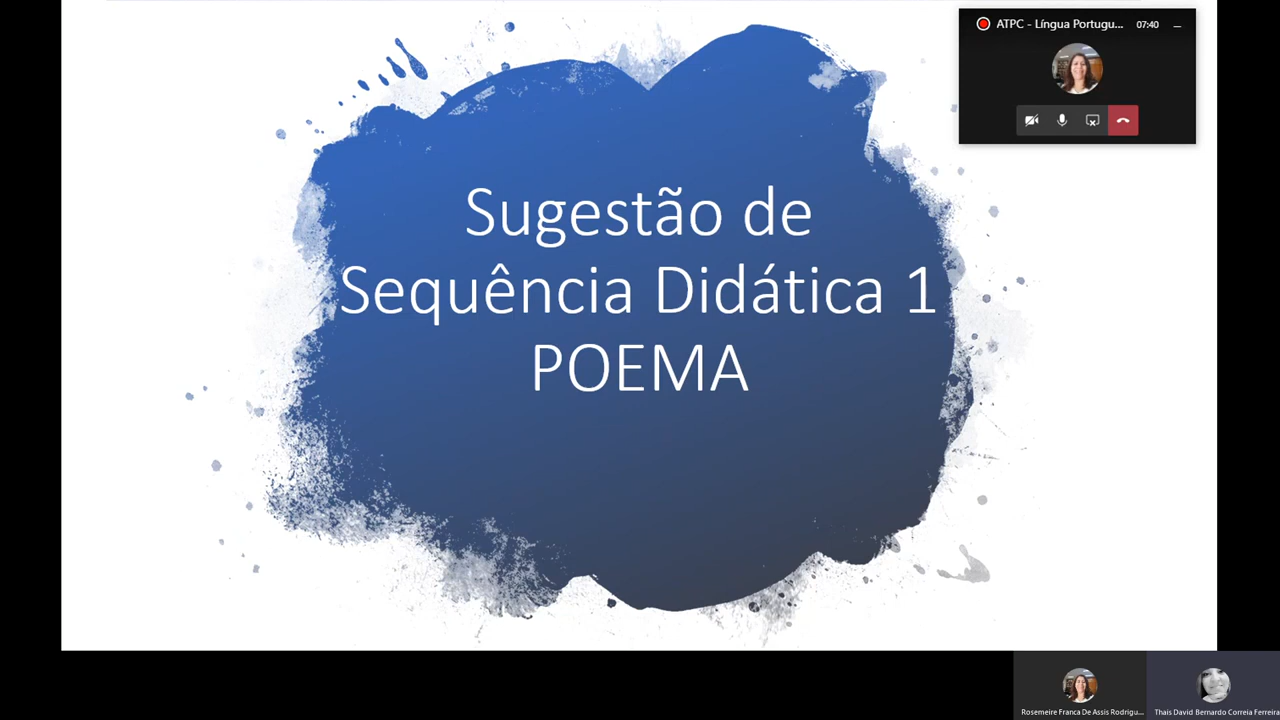 ATPC - Língua Portugu...
07:40
Sugestão de
Sequência Didática 1
POEMA
Rosemeire Franca De Assis Rodrigu...
Thais David Bernardo Correia Ferreira